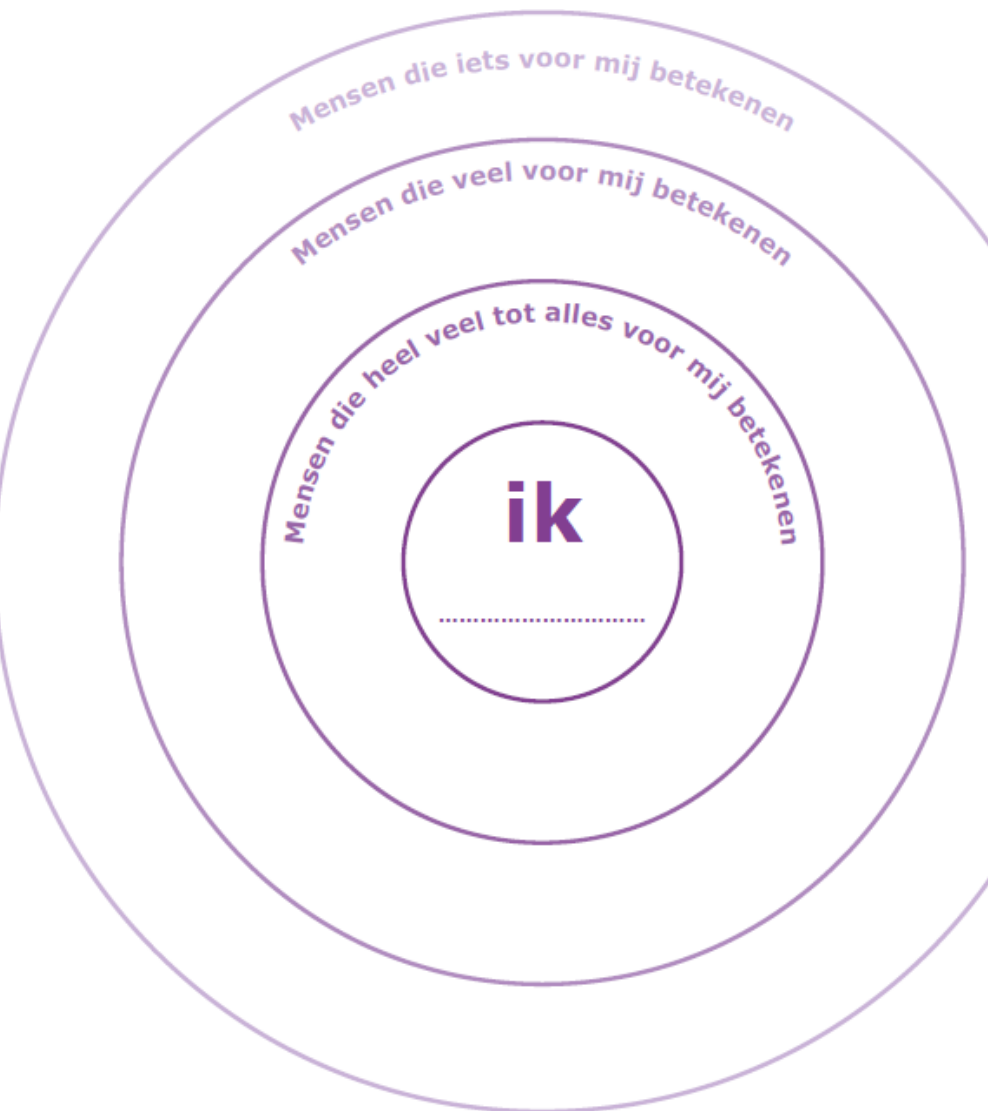 Mensen die iets voor mij betekenen
Mensen die veel voor mij betekenen
Mensen die heel veel tot alles voor mij betekenen
ik
..............................